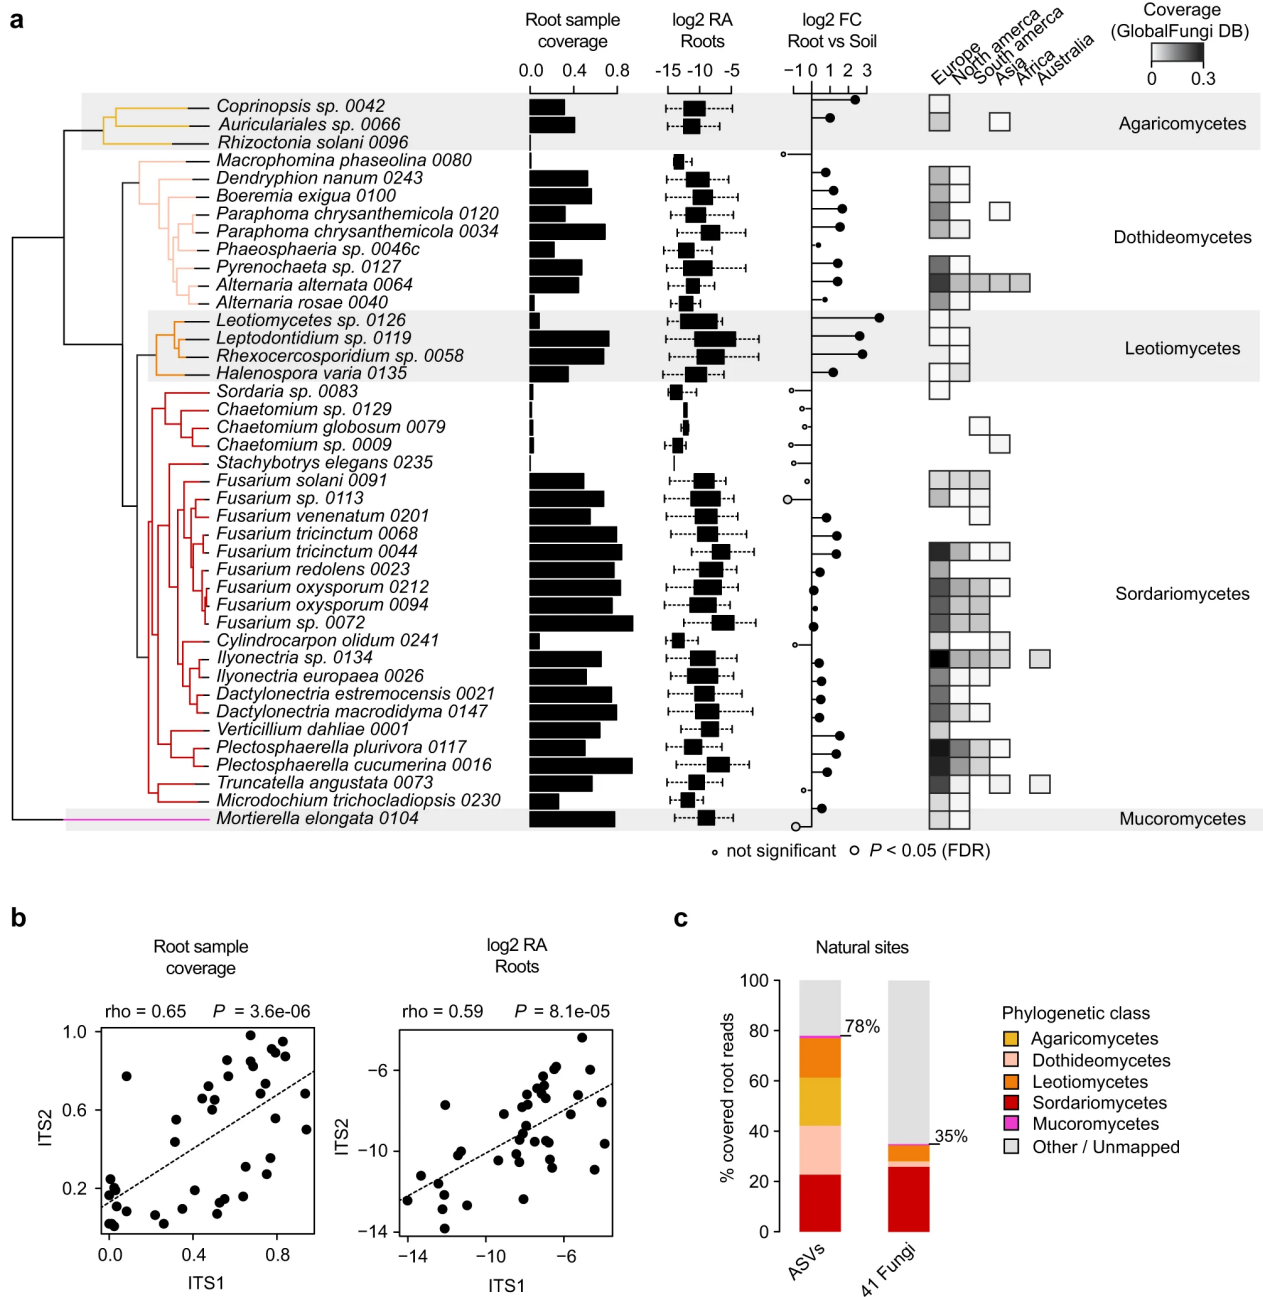 a
Root sample
coverage
log2 RA
Roots
log2 FC
Root vs Soil
Coverage
(GlobalFungi DB)
0.0 0.4 0.8
-15 -10 -5
−1 0 1 2 3
Europe
North amerca
South amerca
Asia
Africa
Australia
0 0.3
Coprinopsis sp. 0042
Auriculariales sp. 0066
Rhizoctonia solani 0096
Agaricomycetes
Macrophomina phaseolina 0080
Dendryphion nanum 0243
Boeremia exigua 0100
Paraphoma chrysanthemicola 0120
Paraphoma chrysanthemicola 0034
Phaeosphaeria sp. 0046c
Pyrenochaeta sp. 0127
Alternaria alternata 0064
Alternaria rosae 0040
Dothideomycetes
Leotiomycetes sp. 0126
Leptodontidium sp. 0119
Rhexocercosporidium sp. 0058
Halenospora varia 0135
Leotiomycetes
Sordaria sp. 0083
Chaetomium sp. 0129
Chaetomium globosum 0079
Chaetomium sp. 0009
Stachybotrys elegans 0235
Fusarium solani 0091
Fusarium sp. 0113
Fusarium venenatum 0201
Fusarium tricinctum 0068
Fusarium tricinctum 0044
Fusarium redolens 0023
Fusarium oxysporum 0212
Fusarium oxysporum 0094
Fusarium sp. 0072
Cylindrocarpon olidum 0241
Ilyonectria sp. 0134
Ilyonectria europaea 0026
Dactylonectria estremocensis 0021
Dactylonectria macrodidyma 0147
Verticillium dahliae 0001
Plectosphaerella plurivora 0117
Plectosphaerella cucumerina 0016
Truncatella angustata 0073
Microdochium trichocladiopsis 0230
Sordariomycetes
Mortierella elongata 0104
Mucoromycetes
not significant P < 0.05 (FDR)
b
Root sample
coverage
rho = 0.65 P = 3.6e-06
1.0
0.6
0.2
ITS2
0.0 0.4 0.8
ITS1
log2 RA
Roots
rho = 0.59 P = 8.1e-05
−6
−10
−14
ITS2
−14 −10 −6
ITS1
c
Natural sites
% covered root reads
100
80
60
40
20
0
78%
35%
ASVs
41 Fungi
Phylogenetic class
Agaricomycetes
Dothideomycetes
Leotiomycetes
Sordariomycetes
Mucoromycetes
Other / Unmapped